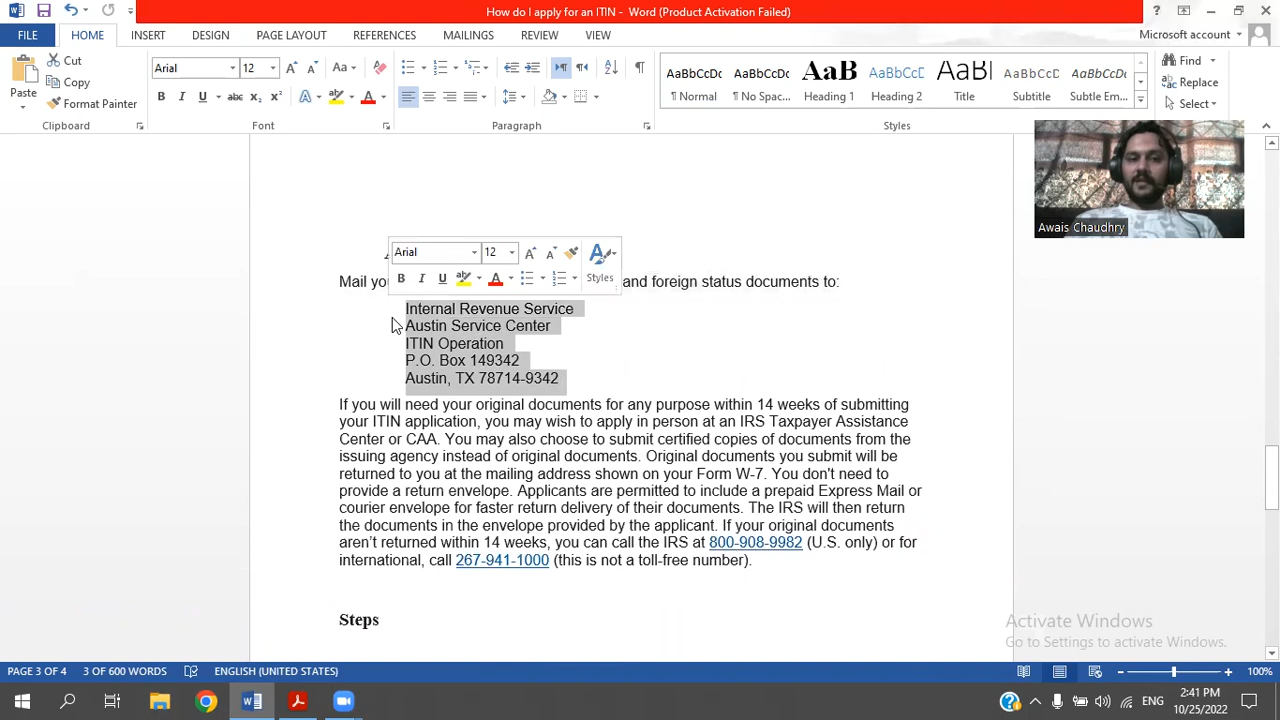 How do I apply for an ITIN - Word (Product Activation Failed)
FILE HOME INSERT DESIGN PAGE LAYOUT REFERENCES MAILINGS REVIEW VIEW Microsoft account
Paste Cut Copy Format Painter
Arial 12 Aa
B I U abc x2 x2 A A
AaBbCcDc AaBbCcDc AaBb AaBbCcDc AaBl AaBbCcDc AaBbCcDc
¶ Normal ¶ No Spac... Heading 1 Heading 2 Title Subtitle Subtle Em...
Find
Replace
Select
Clipboard Font Paragraph Styles
Awais Chaudhry
Arial 12
B I U ab A Styles
Mail yo and foreign status documents to:
Internal Revenue Service
Austin Service Center
ITIN Operation
P.O. Box 149342
Austin, TX 78714-9342
If you will need your original documents for any purpose within 14 weeks of submitting
your ITIN application, you may wish to apply in person at an IRS Taxpayer Assistance
Center or CAA. You may also choose to submit certified copies of documents from the
issuing agency instead of original documents. Original documents you submit will be
returned to you at the mailing address shown on your Form W-7. You don't need to
provide a return envelope. Applicants are permitted to include a prepaid Express Mail or
courier envelope for faster return delivery of their documents. The IRS will then return
the documents in the envelope provided by the applicant. If your original documents
aren't returned within 14 weeks, you can call the IRS at 800-908-9982 (U.S. only) or for
international, call 267-941-1000 (this is not a toll-free number).
Steps
Activate Windows
Go to Settings to activate Windows.
PAGE 3 OF 4 3 OF 600 WORDS ENGLISH (UNITED STATES) 100%
ENG 2:41 PM
10/25/2022